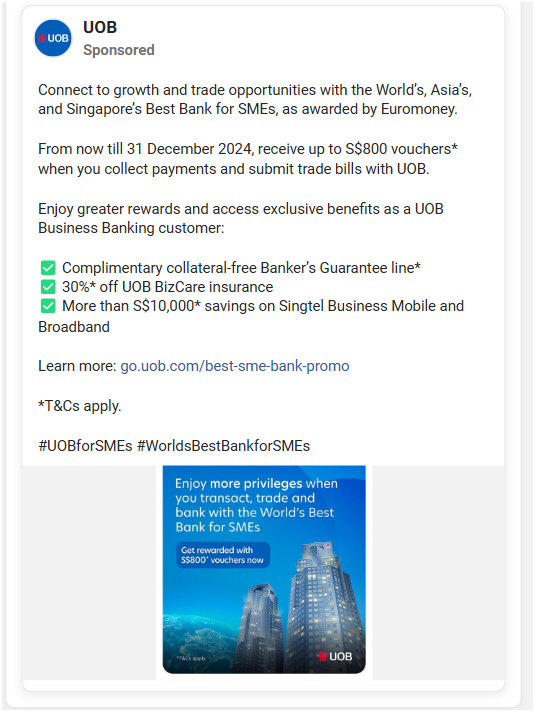 UOB
UOB
Sponsored
Connect to growth and trade opportunities with the World's, Asia's,
and Singapore's Best Bank for SMEs, as awarded by Euromoney.
From now till 31 December 2024, receive up to S$800 vouchers*
when you collect payments and submit trade bills with UOB.
Enjoy greater rewards and access exclusive benefits as a UOB
Business Banking customer:
✅ Complimentary collateral-free Banker's Guarantee line*
✅ 30%* off UOB BizCare insurance
✅ More than S$10,000* savings on Singtel Business Mobile and
Broadband
Learn more: go.uob.com/best-sme-bank-promo
*T&Cs apply.
#UOBforSMEs #WorldsBestBankforSMEs
Enjoy more privileges when
you transact, trade and
bank with the World's Best
Bank for SMEs
Get rewarded with
S$800* vouchers now
*T&Cs apply
UOB